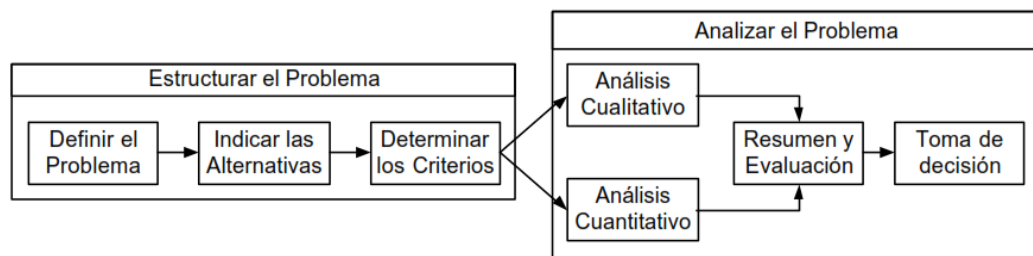 Estructurar el Problema
Definir el
Problema
Indicar las
Alternativas
Determinar
los Criterios
Analizar el Problema
Análisis
Cualitativo
Análisis
Cuantitativo
Resumen y
Evaluación
Toma de
decisión